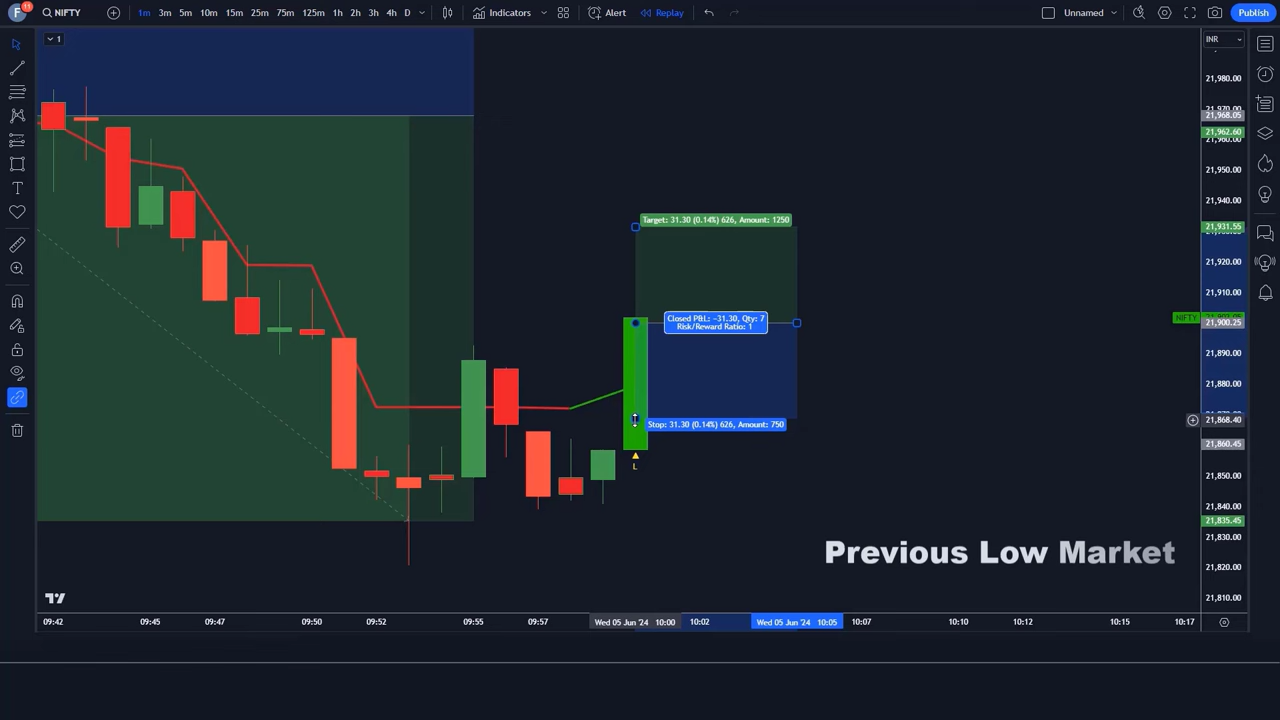 F 11 NIFTY 1m 3m 5m 10m 15m 25m 75m 125m 1h 2h 3h 4h D Indicators Alert Replay Unnamed Publish
1
INR
21,980.00
21,968.05
21,962.60
21,950.00
21,940.00
Target: 31.30 (0.14%) 626, Amount: 1250
21,931.55
21,920.00
21,910.00
Closed P&L: −31.30, Qty: 7
Risk/Reward Ratio: 1
NIFTY
21,900.25
21,890.00
21,880.00
21,868.40
Stop: 31.30 (0.14%) 626, Amount: 750
21,860.45
L
21,850.00
21,840.00
21,835.45
21,830.00
21,820.00
21,810.00
Previous Low Market
09:42 09:45 09:47 09:50 09:52 09:55 09:57 Wed 05 Jun '24 10:00 10:02 Wed 05 Jun '24 10:05 10:07 10:10 10:12 10:15 10:17